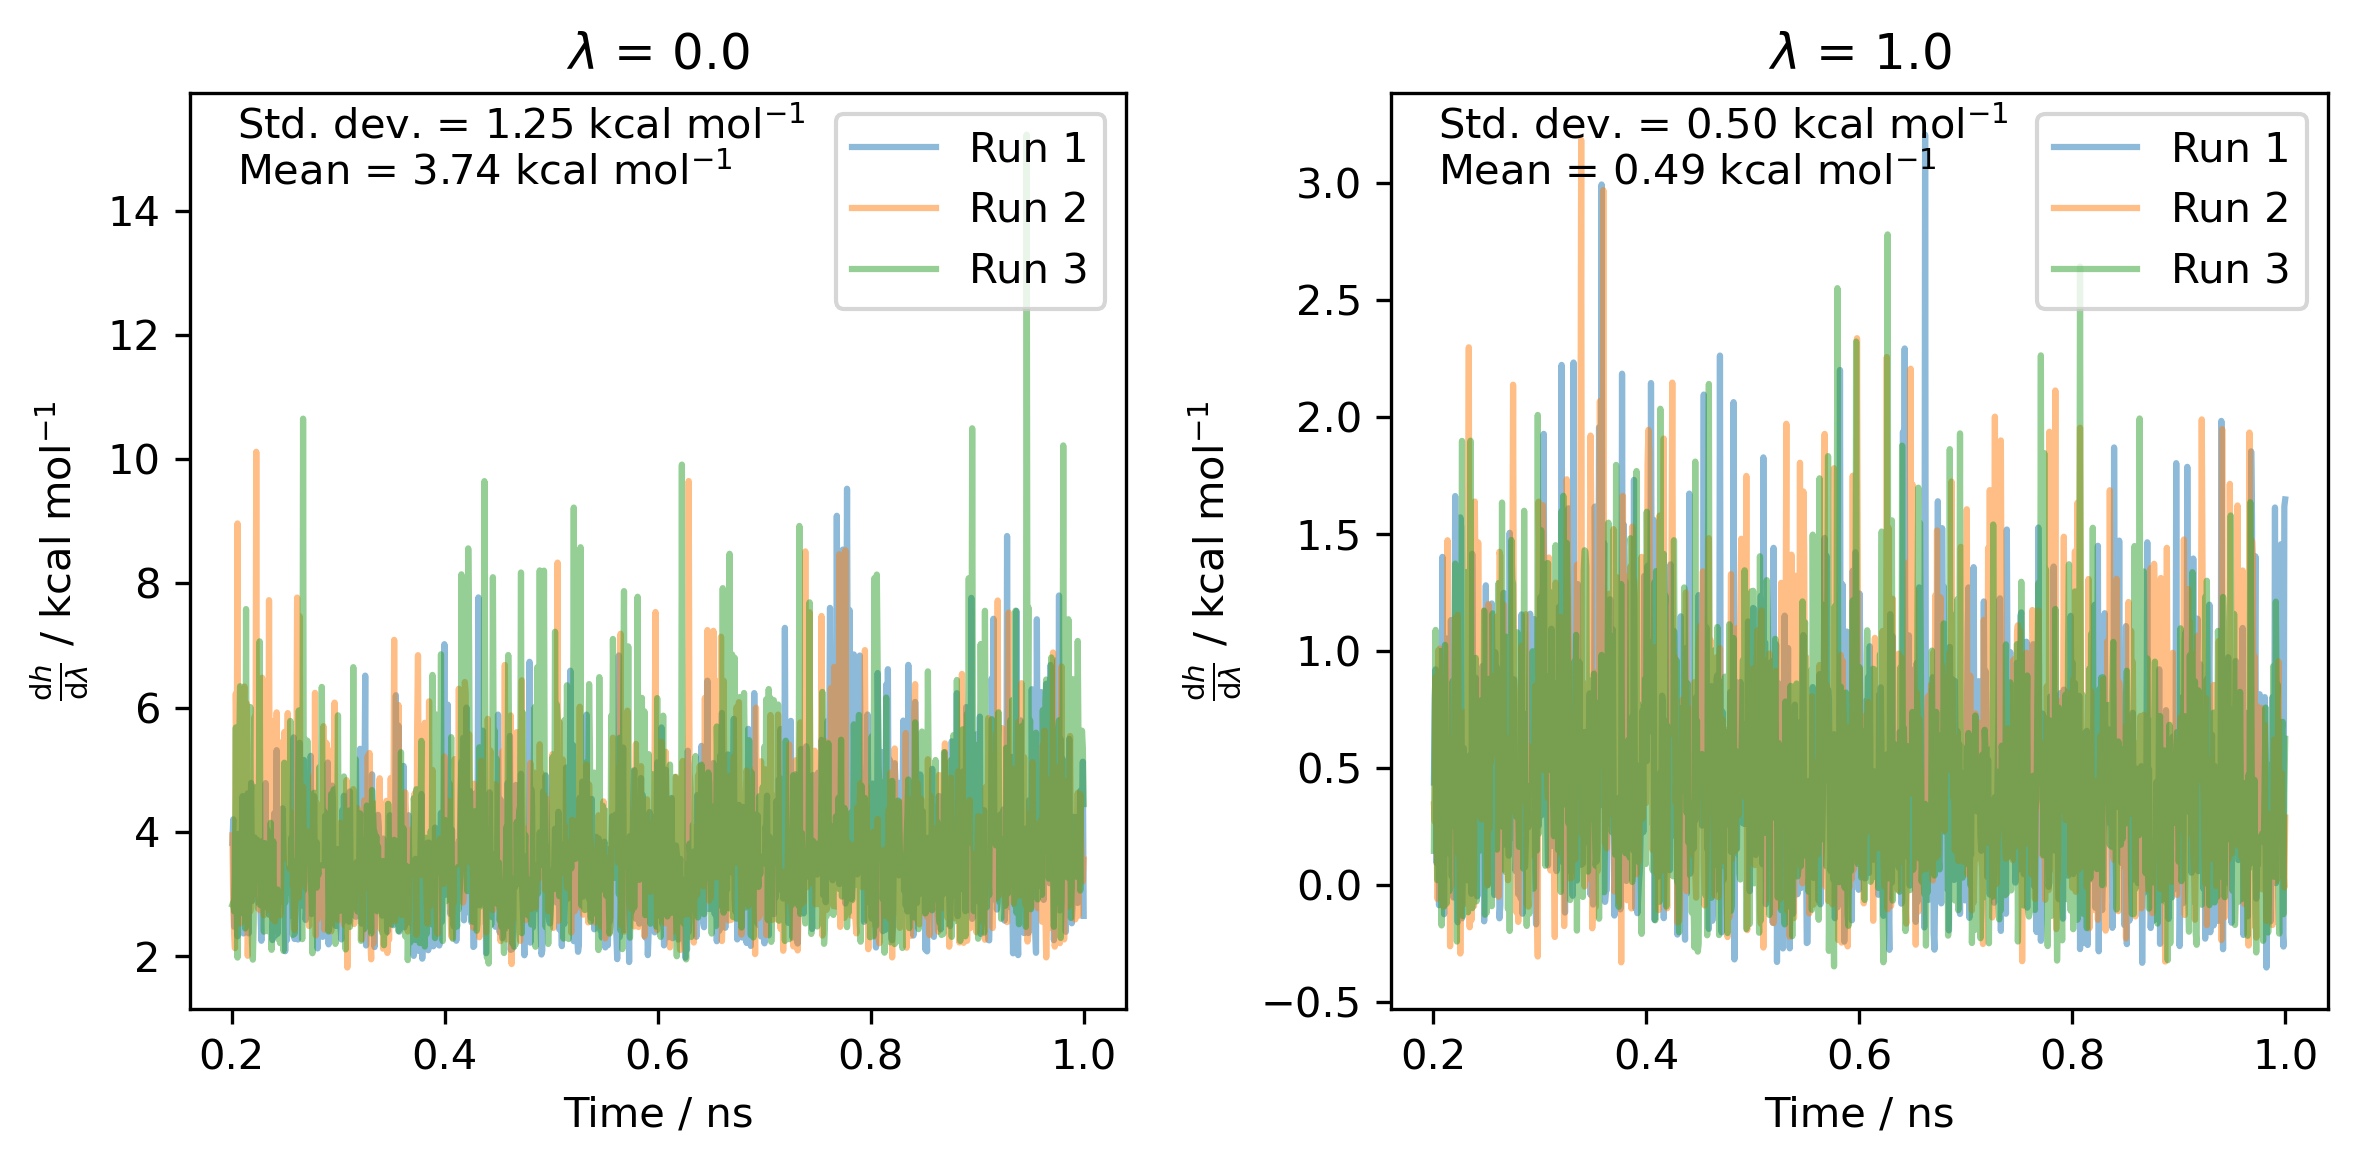 λ = 0.0
Std. dev. = 1.25 kcal mol⁻¹
Mean = 3.74 kcal mol⁻¹
Run 1
Run 2
Run 3
14
12
10
8
6
4
2
dh/dλ / kcal mol⁻¹
0.2 0.4 0.6 0.8 1.0
Time / ns
λ = 1.0
Std. dev. = 0.50 kcal mol⁻¹
Mean = 0.49 kcal mol⁻¹
Run 1
Run 2
Run 3
3.0
2.5
2.0
1.5
1.0
0.5
0.0
−0.5
dh/dλ / kcal mol⁻¹
0.2 0.4 0.6 0.8 1.0
Time / ns